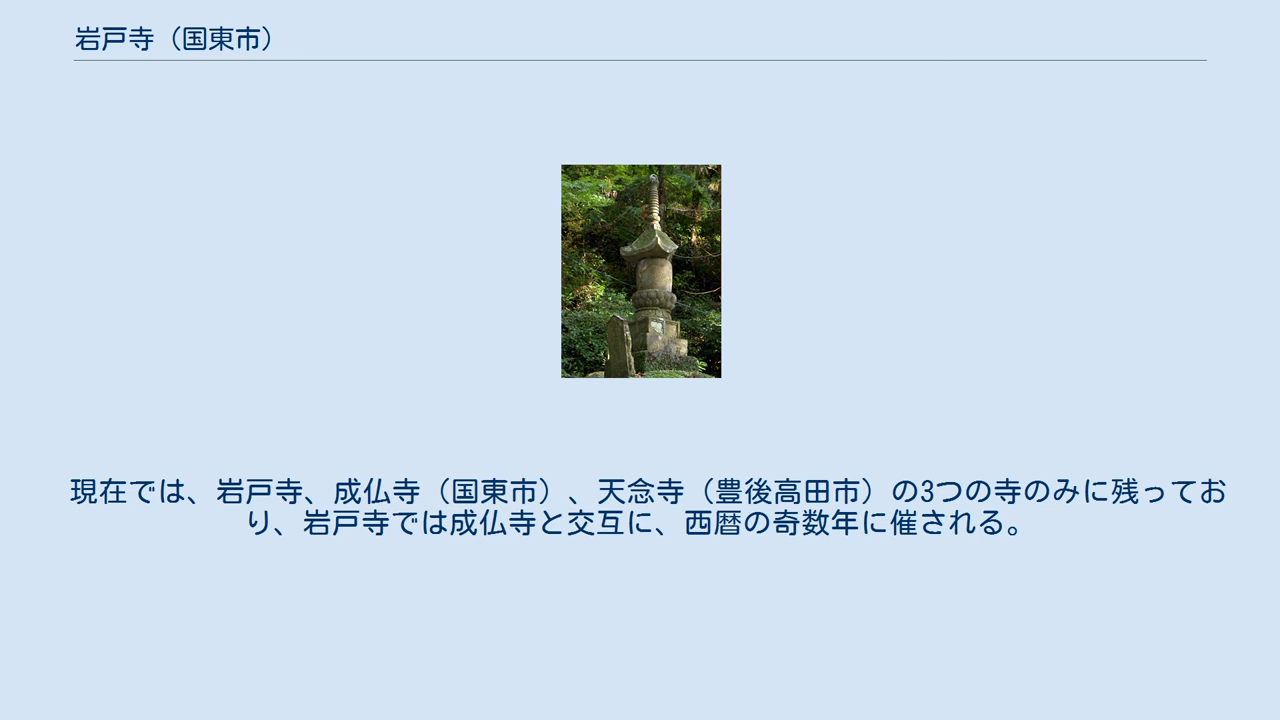 岩戸寺（国東市）
現在では、岩戸寺、成仏寺（国東市）、天念寺（豊後高田市）の3つの寺のみに残ってお
り、岩戸寺では成仏寺と交互に、西暦の奇数年に催される。